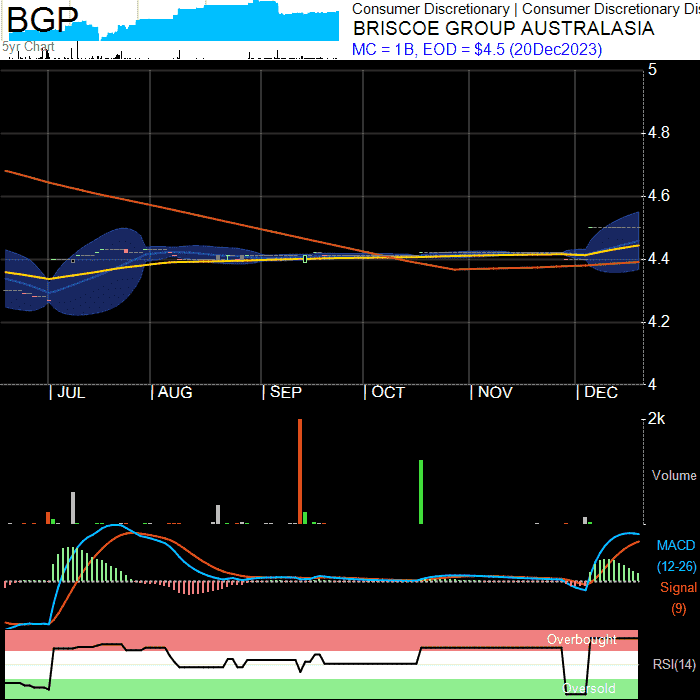 BGP
Consumer Discretionary | Consumer Discretionary Dis
BRISCOE GROUP AUSTRALASIA
5yr Chart
MC = 1B, EOD = $4.5 (20Dec2023)
5
4.8
4.6
4.4
4.2
4
| JUL | AUG | SEP | OCT | NOV | DEC
2k
Volume
MACD
(12-26)
Signal
(9)
Overbought
RSI(14)
Oversold